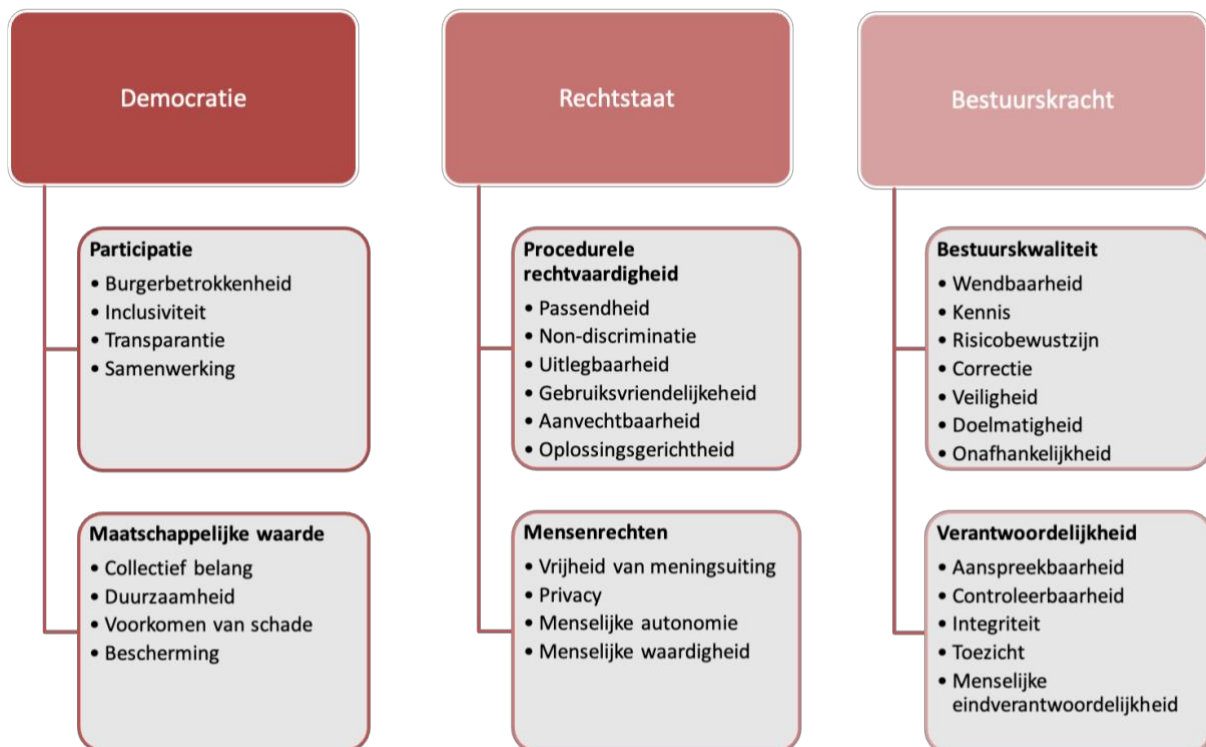 Democratie
Participatie
• Burgerbetrokkenheid
• Inclusiviteit
• Transparantie
• Samenwerking
Maatschappelijke waarde
• Collectief belang
• Duurzaamheid
• Voorkomen van schade
• Bescherming
Rechtstaat
Procedurele
rechtvaardigheid
• Passendheid
• Non-discriminatie
• Uitlegbaarheid
• Gebruiksvriendelijkeheid
• Aanvechtbaarheid
• Oplossingsgerichtheid
Mensenrechten
• Vrijheid van meningsuiting
• Privacy
• Menselijke autonomie
• Menselijke waardigheid
Bestuurskracht
Bestuurskwaliteit
• Wendbaarheid
• Kennis
• Risicobewustzijn
• Correctie
• Veiligheid
• Doelmatigheid
• Onafhankelijkheid
Verantwoordelijkheid
• Aanspreekbaarheid
• Controleerbaarheid
• Integriteit
• Toezicht
• Menselijke
eindverantwoordelijkheid